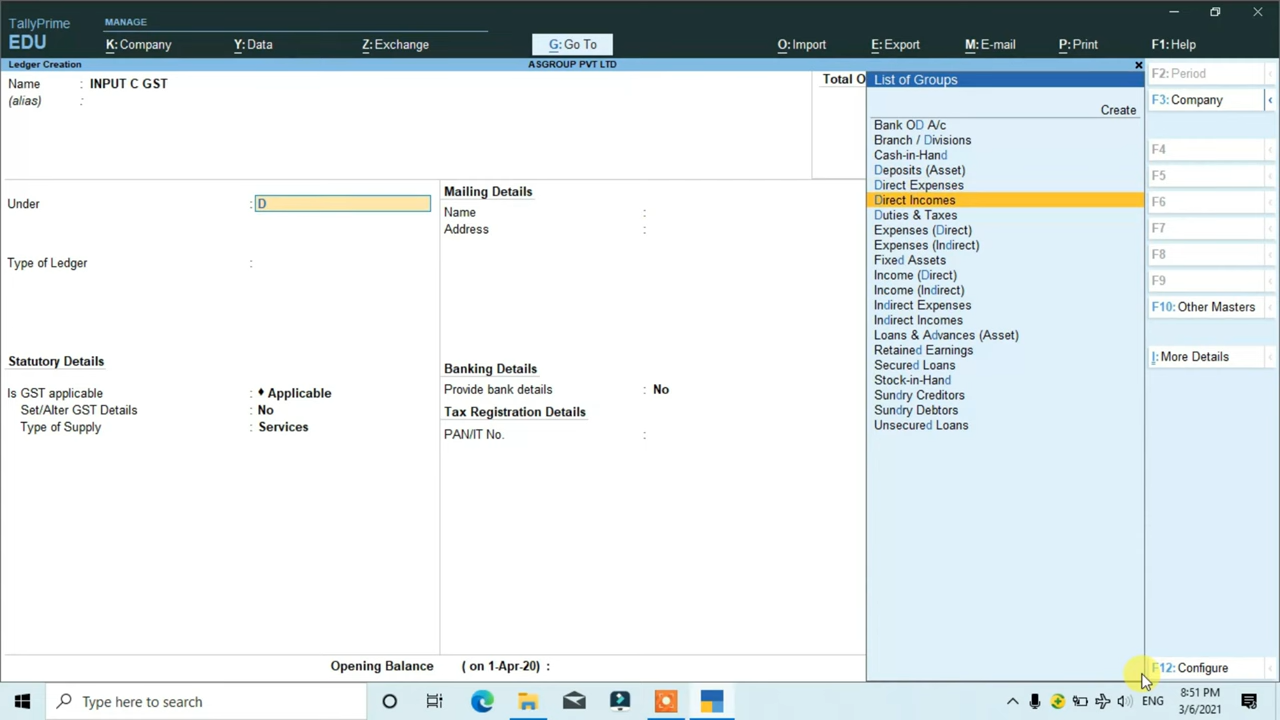 TallyPrime
EDU
MANAGE
K: Company
Y: Data
Z: Exchange
G: Go To
O: Import
E: Export
M: E-mail
P: Print
F1: Help
Ledger Creation
ASGROUP PVT LTD
Name : INPUT C GST
(alias) :
Total O
Under : D
Type of Ledger :
Mailing Details
Name :
Address :
Statutory Details
Is GST applicable : ♦ Applicable
Set/Alter GST Details : No
Type of Supply : Services
Banking Details
Provide bank details : No
Tax Registration Details
PAN/IT No. :
Opening Balance ( on 1-Apr-20) :
List of Groups
Create
Bank OD A/c
Branch / Divisions
Cash-in-Hand
Deposits (Asset)
Direct Expenses
Direct Incomes
Duties & Taxes
Expenses (Direct)
Expenses (Indirect)
Fixed Assets
Income (Direct)
Income (Indirect)
Indirect Expenses
Indirect Incomes
Loans & Advances (Asset)
Retained Earnings
Secured Loans
Stock-in-Hand
Sundry Creditors
Sundry Debtors
Unsecured Loans
F2: Period
F3: Company
F4
F5
F6
F7
F8
F9
F10: Other Masters
I: More Details
F12: Configure
Type here to search
ENG
8:51 PM
3/6/2021